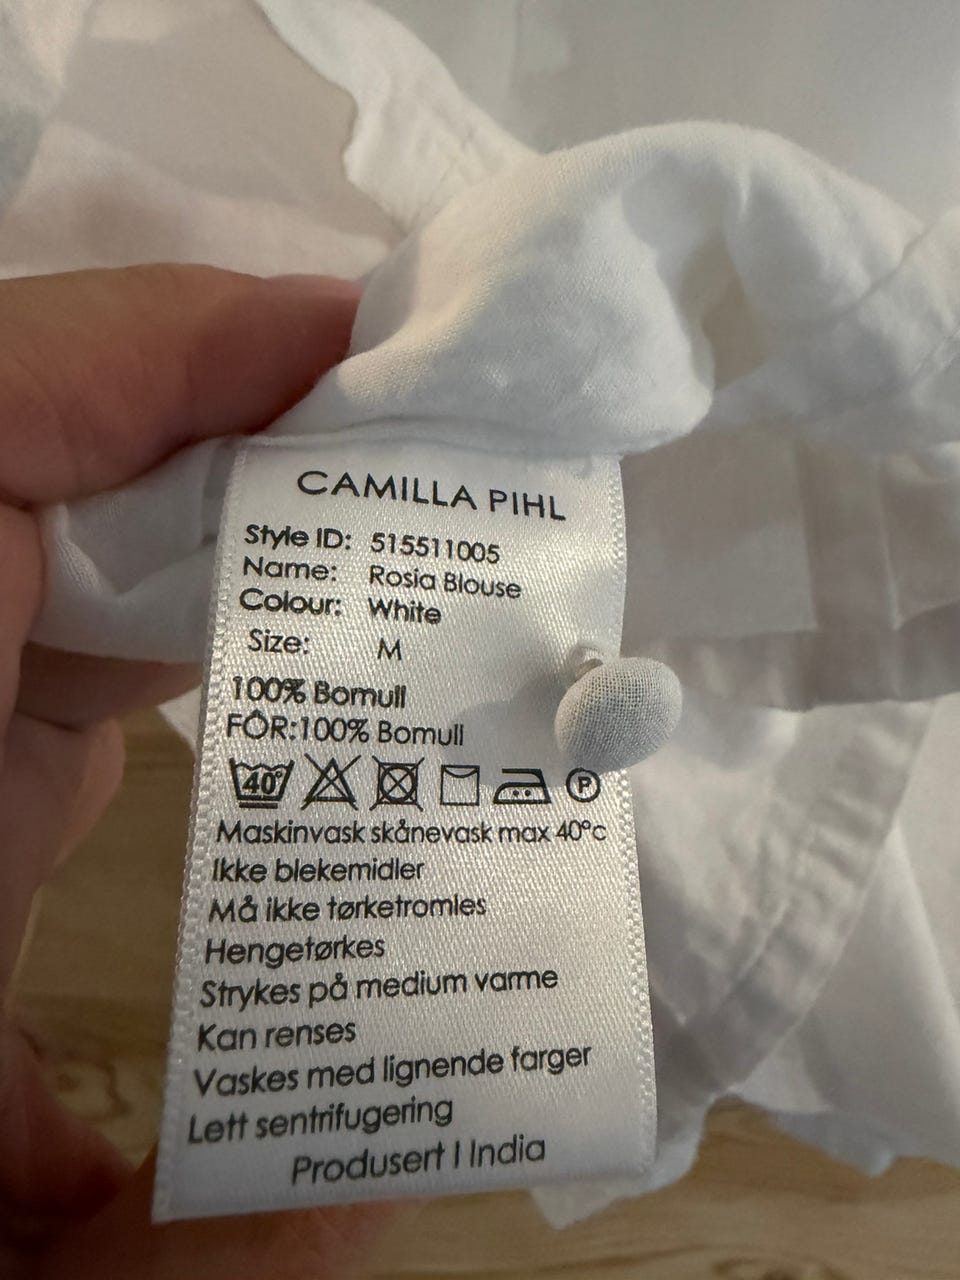 CAMILLA PIHL
Style ID: 515511005
Name: Rosia Blouse
Colour: White
Size: M
100% Bomull
FÔR:100% Bomull
40° P
Maskinvask skånevask max 40°c
Ikke blekemidler
Må ikke tørketromles
Hengetørkes
Strykes på medium varme
Kan renses
Vaskes med lignende farger
Lett sentrifugering
Produsert I India